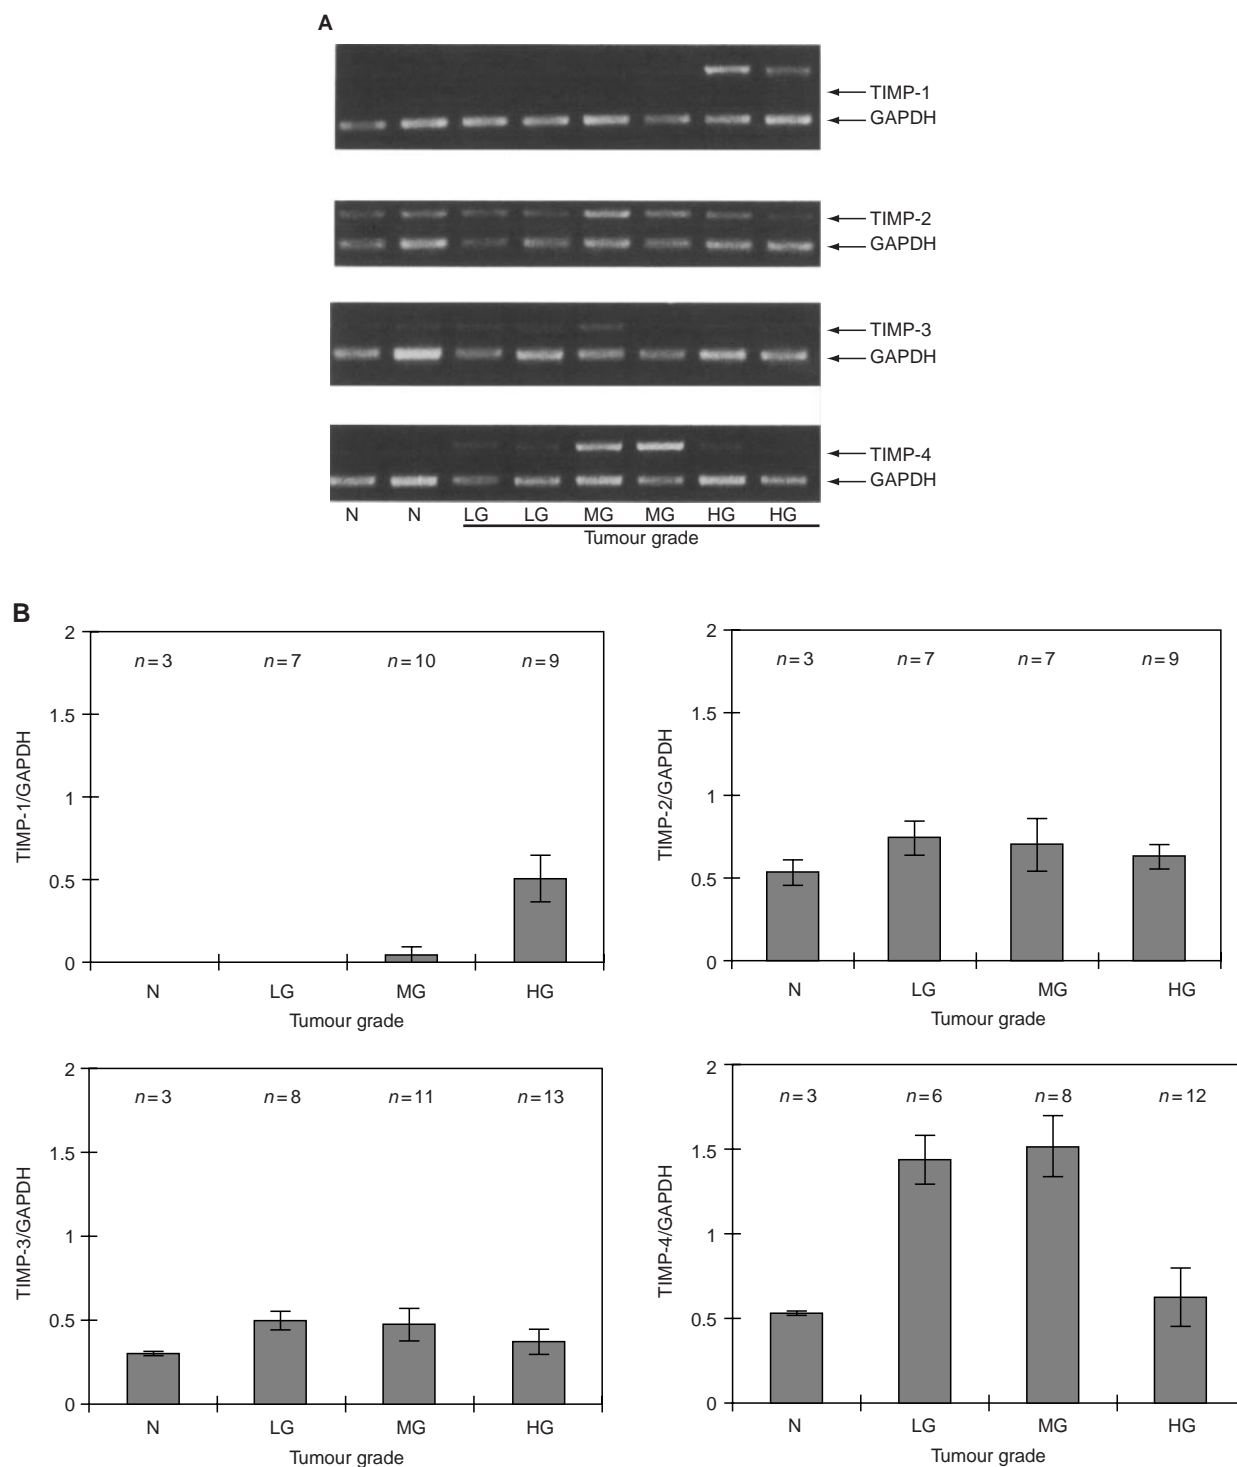 A
TIMP-1
GAPDH
TIMP-2
GAPDH
TIMP-3
GAPDH
TIMP-4
GAPDH
N N LG LG MG MG HG HG
Tumour grade
B
2
1.5
1
0.5
0
TIMP-1/GAPDH
n=3 n=7 n=10 n=9
N LG MG HG
Tumour grade
2
1.5
1
0.5
0
TIMP-2/GAPDH
n=3 n=7 n=7 n=9
N LG MG HG
Tumour grade
2
1.5
1
0.5
0
TIMP-3/GAPDH
n=3 n=8 n=11 n=13
N LG MG HG
Tumour grade
2
1.5
1
0.5
0
TIMP-4/GAPDH
n=3 n=6 n=8 n=12
N LG MG HG
Tumour grade